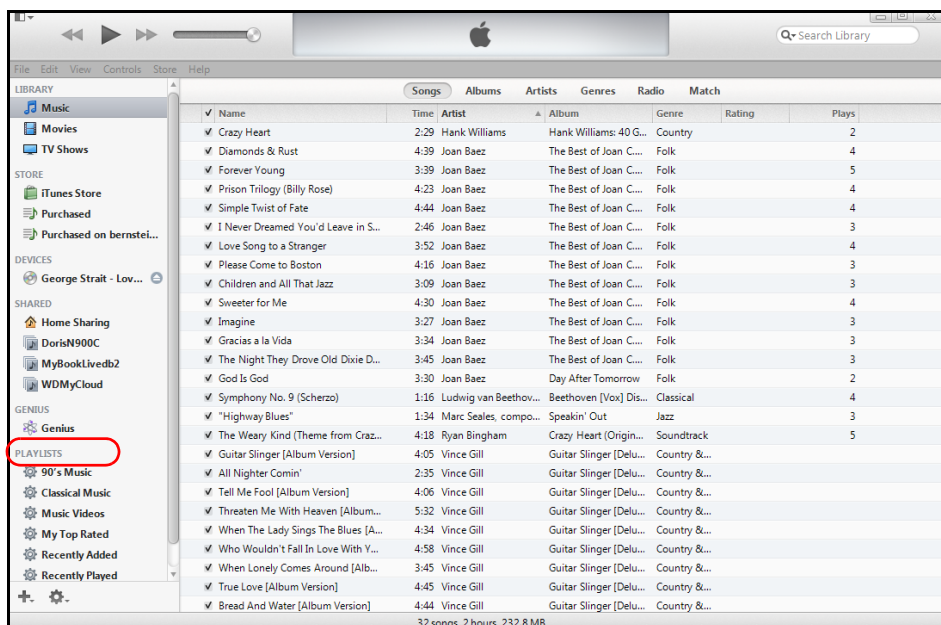 Search Library
File Edit View Controls Store Help
LIBRARY
Music
Movies
TV Shows
STORE
iTunes Store
Purchased
Purchased on bernstei...
DEVICES
George Strait - Lov...
SHARED
Home Sharing
DorisN900C
MyBookLivedb2
WDMyCloud
GENIUS
Genius
PLAYLISTS
90's Music
Classical Music
Music Videos
My Top Rated
Recently Added
Recently Played
Songs Albums Artists Genres Radio Match
Name Time Artist Album Genre Rating Plays
Crazy Heart 2:29 Hank Williams Hank Williams: 40 G... Country 2
Diamonds & Rust 4:39 Joan Baez The Best of Joan C.... Folk 4
Forever Young 3:39 Joan Baez The Best of Joan C.... Folk 5
Prison Trilogy (Billy Rose) 4:23 Joan Baez The Best of Joan C.... Folk 4
Simple Twist of Fate 4:44 Joan Baez The Best of Joan C.... Folk 4
I Never Dreamed You'd Leave in S... 2:46 Joan Baez The Best of Joan C.... Folk 3
Love Song to a Stranger 3:52 Joan Baez The Best of Joan C.... Folk 4
Please Come to Boston 4:16 Joan Baez The Best of Joan C.... Folk 3
Children and All That Jazz 3:09 Joan Baez The Best of Joan C.... Folk 3
Sweeter for Me 4:30 Joan Baez The Best of Joan C.... Folk 4
Imagine 3:27 Joan Baez The Best of Joan C.... Folk 3
Gracias a la Vida 3:34 Joan Baez The Best of Joan C.... Folk 3
The Night They Drove Old Dixie D... 3:45 Joan Baez The Best of Joan C.... Folk 3
God Is God 3:30 Joan Baez Day After Tomorrow Folk 2
Symphony No. 9 (Scherzo) 1:16 Ludwig van Beethov... Beethoven [Vox] Dis... Classical 4
"Highway Blues" 1:34 Marc Seales, compo... Speakin' Out Jazz 3
The Weary Kind (Theme from Craz... 4:18 Ryan Bingham Crazy Heart (Origin... Soundtrack 5
Guitar Slinger [Album Version] 4:05 Vince Gill Guitar Slinger [Delu... Country &...
All Nighter Comin' 2:35 Vince Gill Guitar Slinger [Delu... Country &...
Tell Me Fool [Album Version] 4:06 Vince Gill Guitar Slinger [Delu... Country &...
Threaten Me With Heaven [Album... 5:32 Vince Gill Guitar Slinger [Delu... Country &...
When The Lady Sings The Blues [A... 4:34 Vince Gill Guitar Slinger [Delu... Country &...
Who Wouldn't Fall In Love With Y... 4:58 Vince Gill Guitar Slinger [Delu... Country &...
When Lonely Comes Around [Alb... 3:45 Vince Gill Guitar Slinger [Delu... Country &...
True Love [Album Version] 4:45 Vince Gill Guitar Slinger [Delu... Country &...
Bread And Water [Album Version] 4:44 Vince Gill Guitar Slinger [Delu... Country &...
32 songs, 2 hours, 232.8 MB